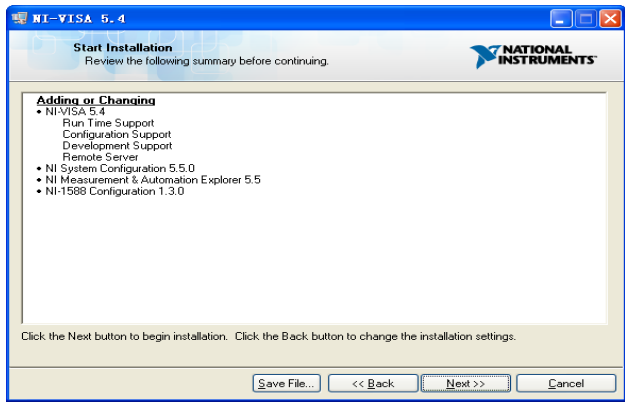 NI-VISA 5.4
Start Installation
Review the following summary before continuing.
NATIONAL
INSTRUMENTS
Adding or Changing
• NI-VISA 5.4
Run Time Support
Configuration Support
Development Support
Remote Server
• NI System Configuration 5.5.0
• NI Measurement & Automation Explorer 5.5
• NI-1588 Configuration 1.3.0
Click the Next button to begin installation. Click the Back button to change the installation settings.
Save File... << Back Next >> Cancel